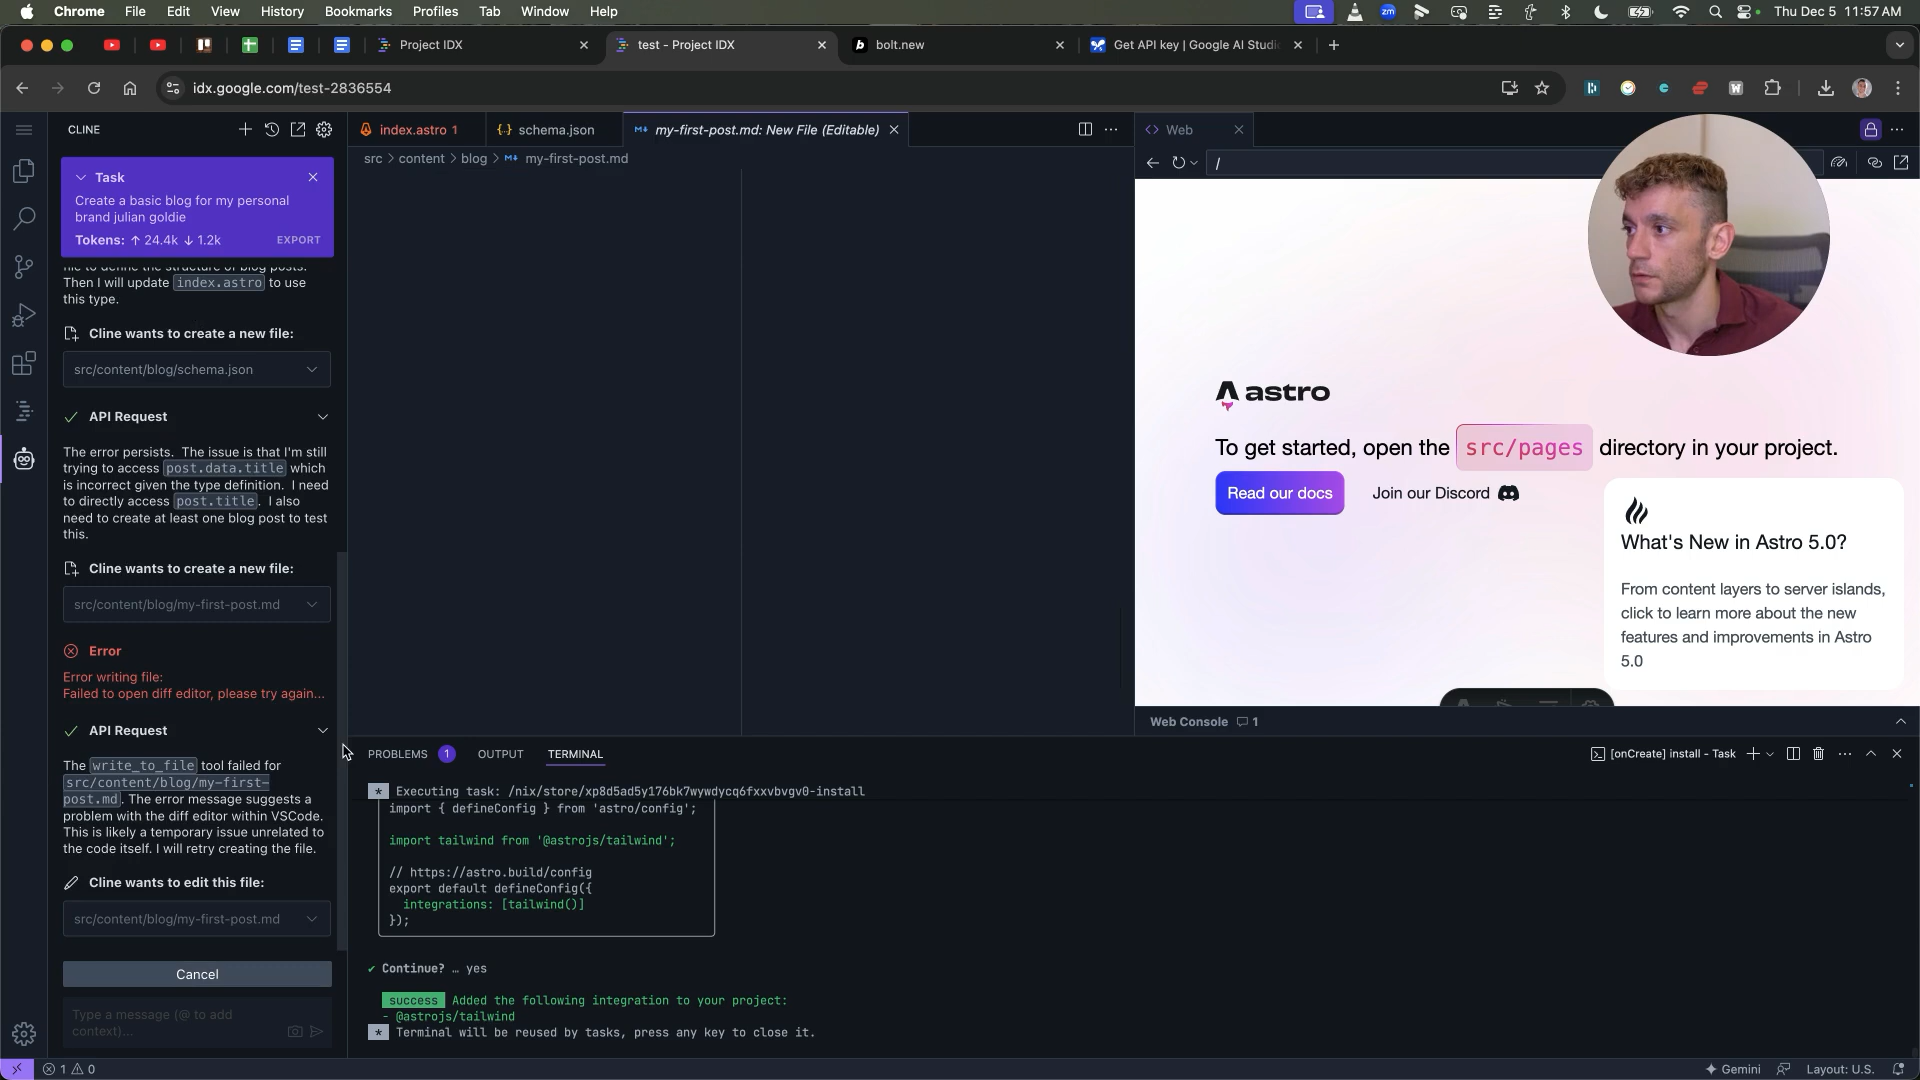 Chrome File Edit View History Bookmarks Profiles Tab Window Help
zm
Thu Dec 5 11:57 AM
Project IDX
test - Project IDX
b bolt.new
Get API key | Google AI Studi
idx.google.com/test-2836554
CLINE
index.astro 1
schema.json
my-first-post.md: New File (Editable)
Web
src > content > blog > my-first-post.md
/
Task
Create a basic blog for my personal
brand julian goldie
Tokens: ↑ 24.4k ↓ 1.2k
EXPORT
file to define the structure of blog posts.
Then I will update index.astro to use
this type.
Cline wants to create a new file:
src/content/blog/schema.json
API Request
The error persists. The issue is that I'm still
trying to access post.data.title which
is incorrect given the type definition. I need
to directly access post.title. I also
need to create at least one blog post to test
this.
Cline wants to create a new file:
src/content/blog/my-first-post.md
Error
Error writing file:
Failed to open diff editor, please try again...
API Request
The write_to_file tool failed for
src/content/blog/my-first-
post.md. The error message suggests a
problem with the diff editor within VSCode.
This is likely a temporary issue unrelated to
the code itself. I will retry creating the file.
Cline wants to edit this file:
src/content/blog/my-first-post.md
Cancel
Type a message (@ to add
context)...
astro
To get started, open the src/pages directory in your project.
Read our docs
Join our Discord
What's New in Astro 5.0?
From content layers to server islands,
click to learn more about the new
features and improvements in Astro
5.0
Web Console 1
PROBLEMS 1 OUTPUT TERMINAL
[onCreate] install - Task
* Executing task: /nix/store/xp8d5ad5y176bk7wywdycq6fxxvbvgv0-install
import { defineConfig } from 'astro/config';
import tailwind from '@astrojs/tailwind';
// https://astro.build/config
export default defineConfig({
integrations: [tailwind()]
});
✔ Continue? … yes
success Added the following integration to your project:
- @astrojs/tailwind
* Terminal will be reused by tasks, press any key to close it.
1 0
Gemini
Layout: U.S.